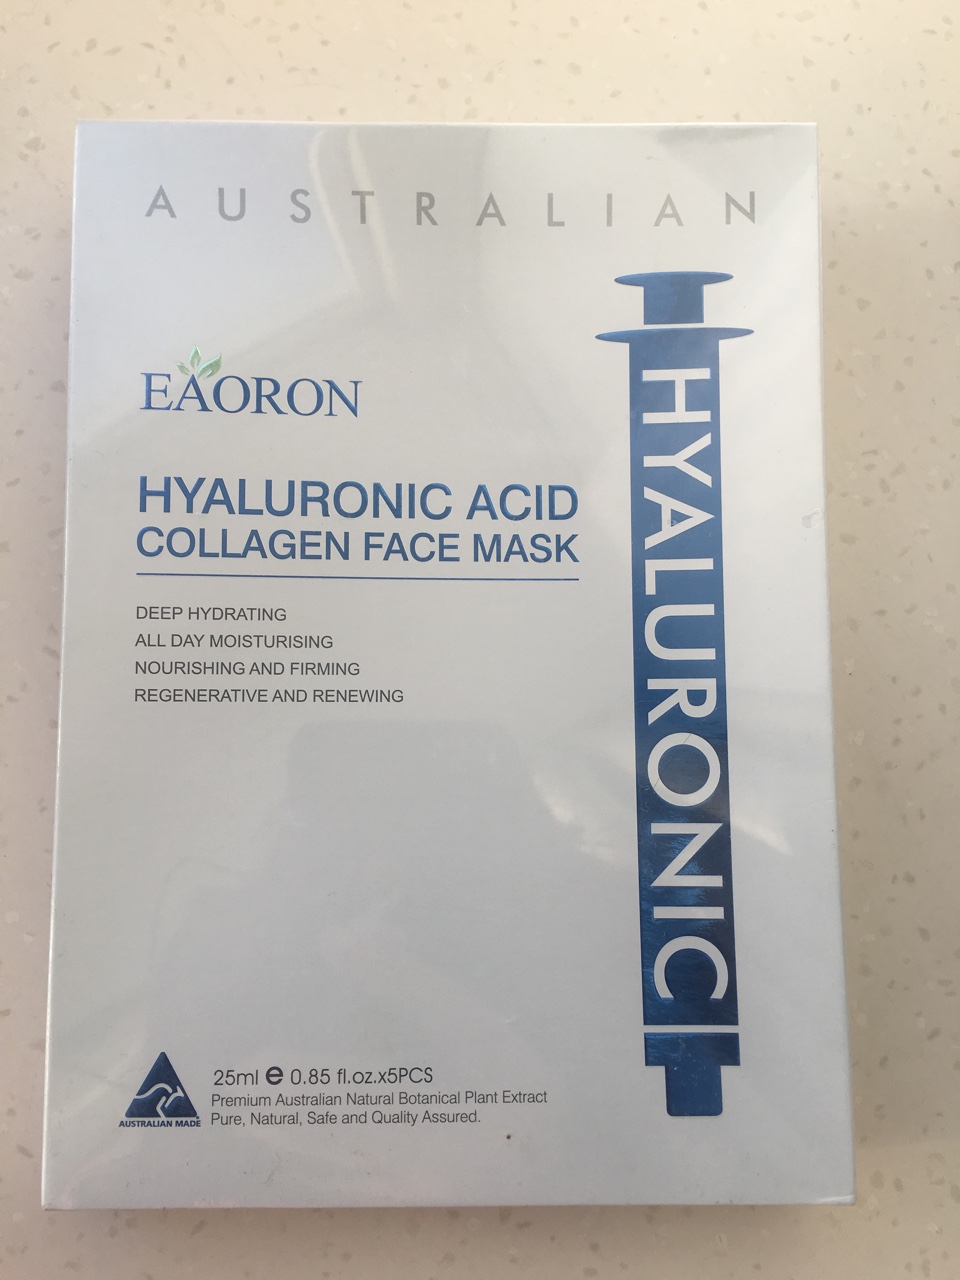 AUSTRALIAN
EAORON
HYALURONIC ACID
COLLAGEN FACE MASK
DEEP HYDRATING
ALL DAY MOISTURISING
NOURISHING AND FIRMING
REGENERATIVE AND RENEWING
HYALURONIC
25ml e 0.85 fl.oz.x5PCS
Premium Australian Natural Botanical Plant Extract
Pure, Natural, Safe and Quality Assured.
AUSTRALIAN MADE